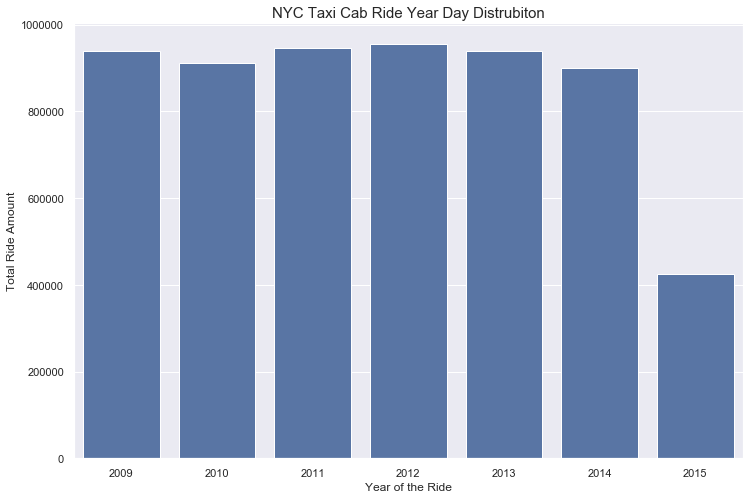 NYC Taxi Cab Ride Year Day Distrubiton
1000000
800000
600000
400000
200000
0
Total Ride Amount
2009 2010 2011 2012 2013 2014 2015
Year of the Ride